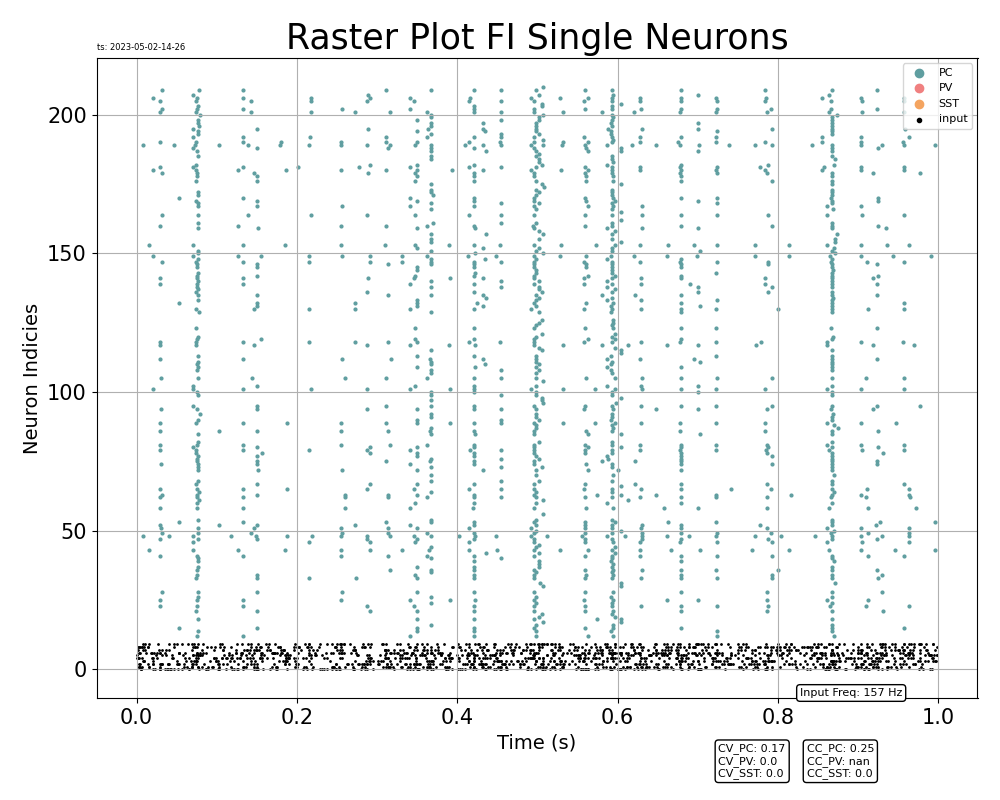 Raster Plot FI Single Neurons
ts: 2023-05-02-14-26
PC
PV
SST
input
Neuron Indicies
200
150
100
50
0
0.0 0.2 0.4 0.6 0.8 1.0
Time (s)
Input Freq: 157 Hz
CV_PC: 0.17
CV_PV: 0.0
CV_SST: 0.0
CC_PC: 0.25
CC_PV: nan
CC_SST: 0.0